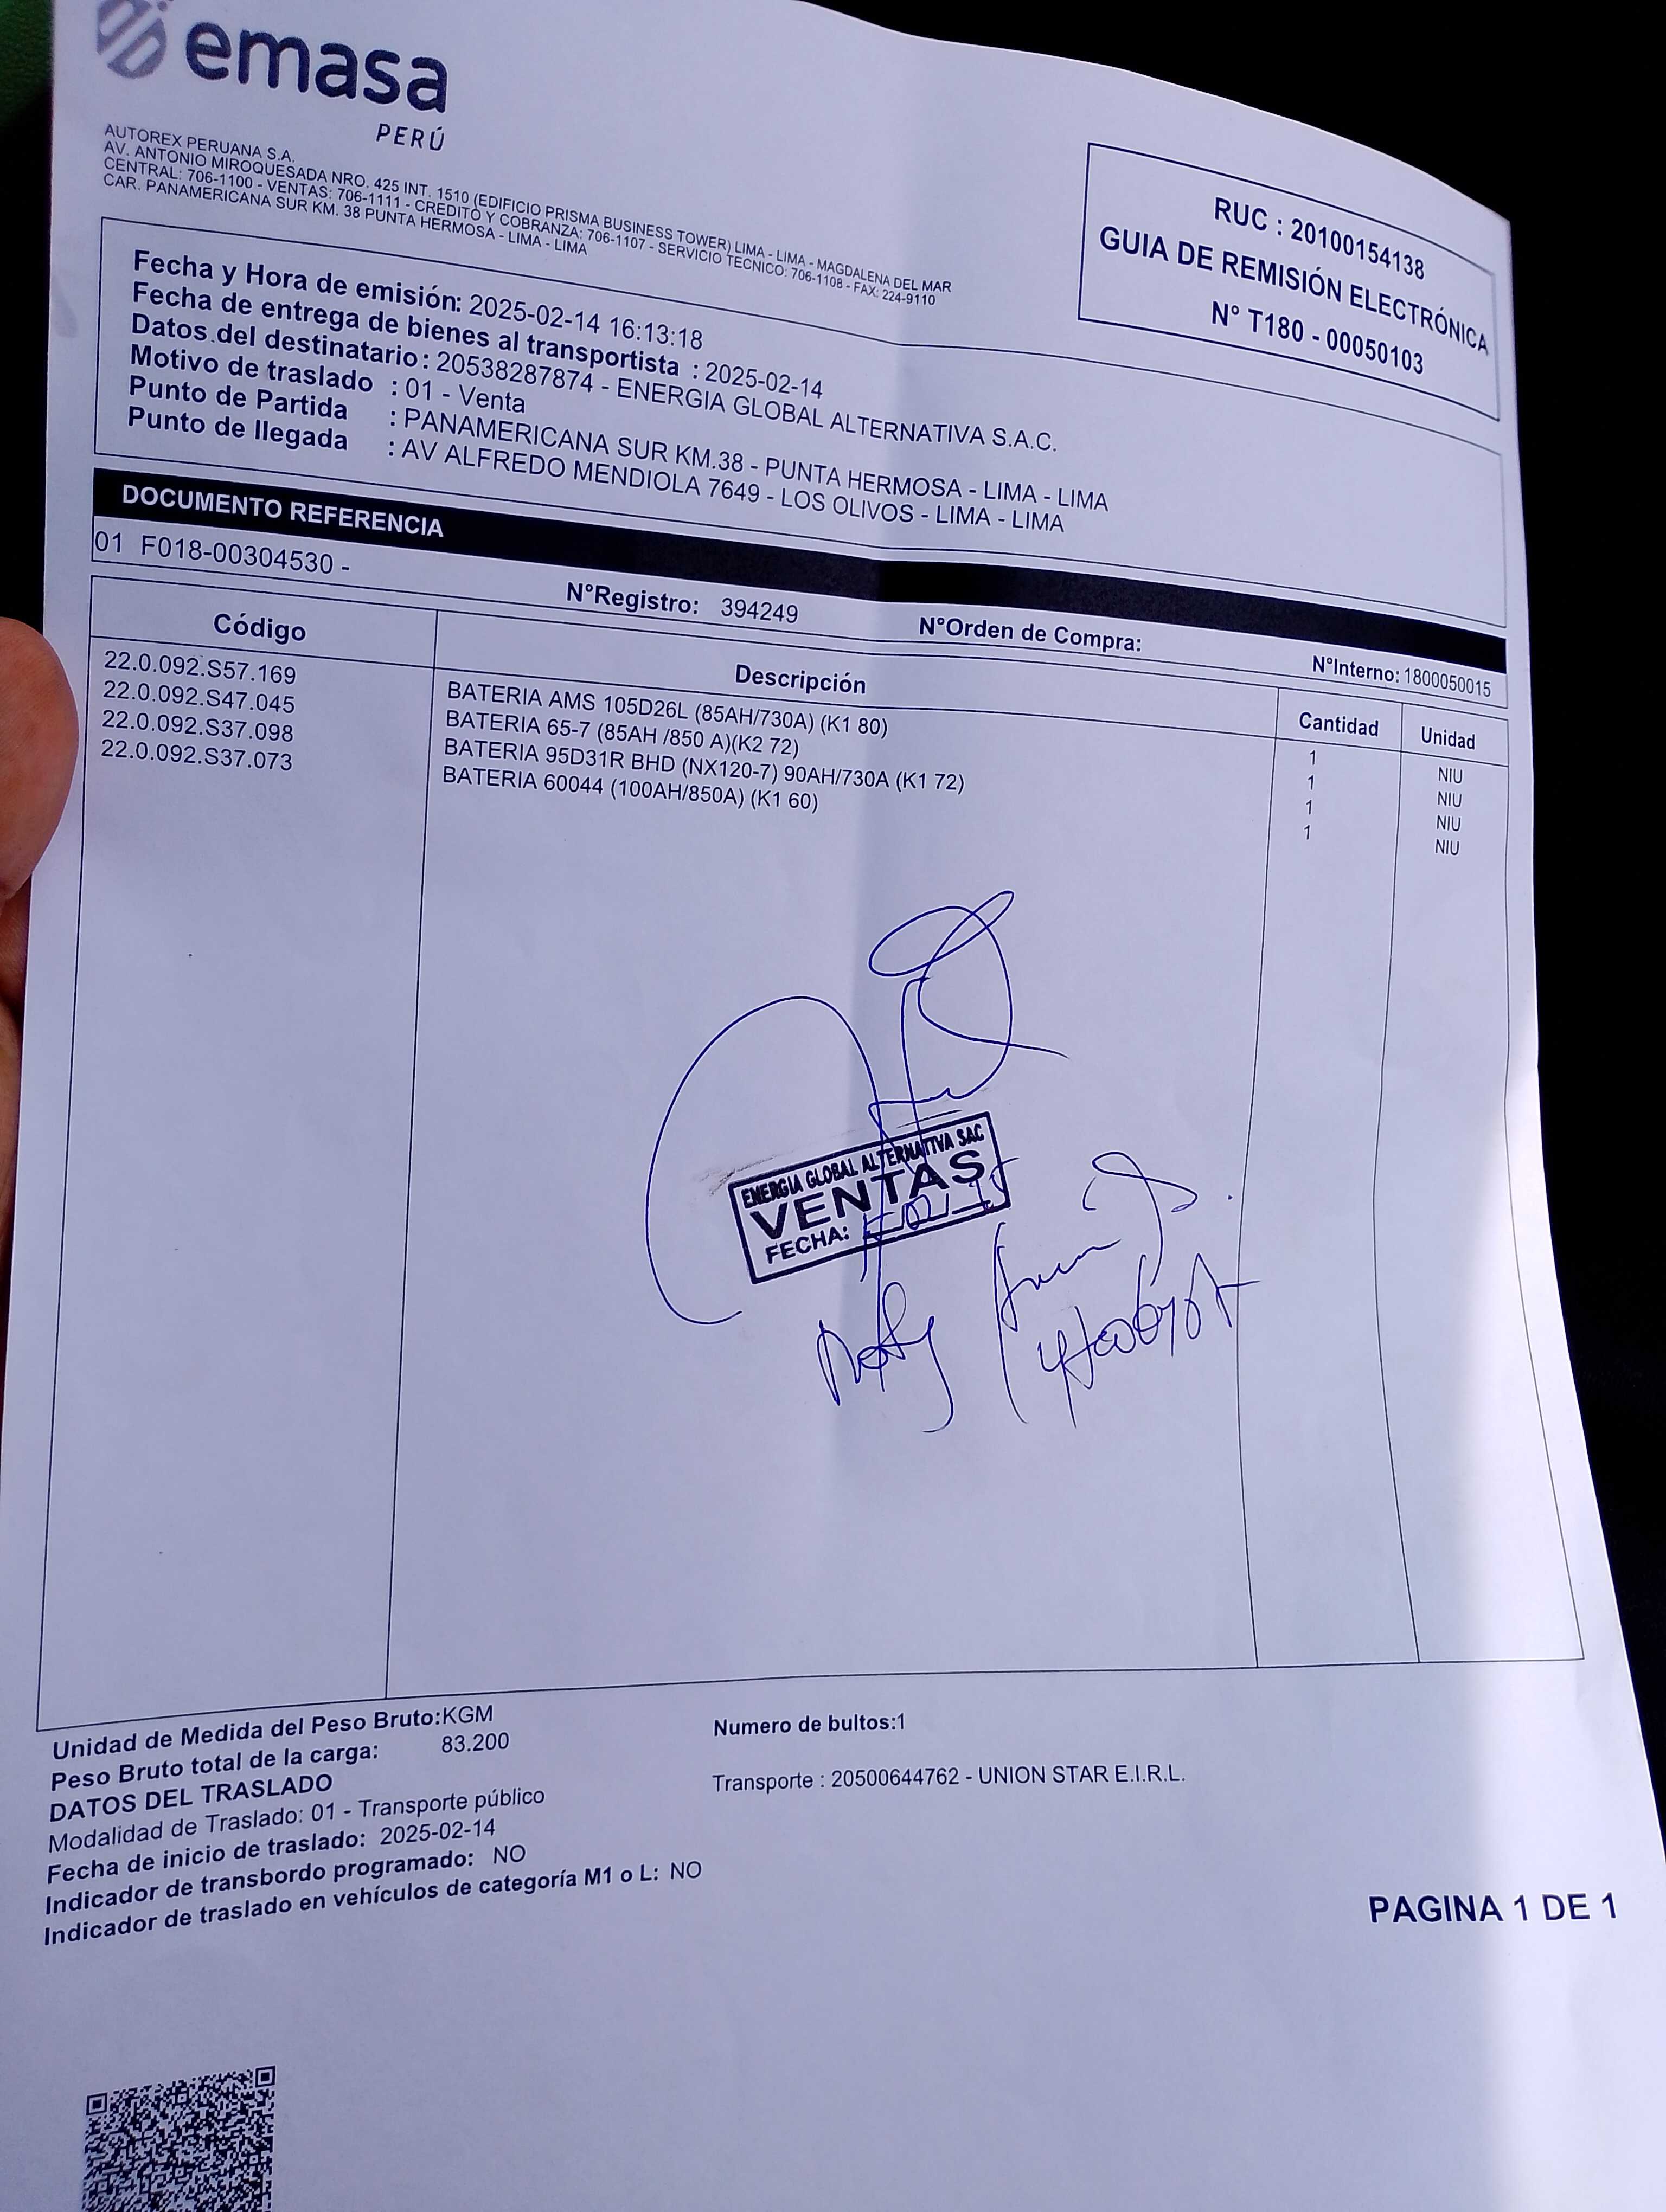 emasa
PERÚ
AUTOREX PERUANA S.A.
AV. ANTONIO MIROQUESADA NRO. 425 INT. 1510 (EDIFICIO PRISMA BUSINESS TOWER) LIMA - LIMA - MAGDALENA DEL MAR
CENTRAL: 706-1100 - VENTAS: 706-1111 - CREDITO Y COBRANZA: 706-1107 - SERVICIO TECNICO: 706-1108 - FAX: 224-9110
CAR. PANAMERICANA SUR KM. 38 PUNTA HERMOSA - LIMA - LIMA
RUC : 20100154138
GUIA DE REMISIÓN ELECTRÓNICA
N° T180 - 00050103
Fecha y Hora de emisión: 2025-02-14 16:13:18
Fecha de entrega de bienes al transportista : 2025-02-14
Datos del destinatario: 20538287874 - ENERGIA GLOBAL ALTERNATIVA S.A.C.
Motivo de traslado : 01 - Venta
Punto de Partida : PANAMERICANA SUR KM.38 - PUNTA HERMOSA - LIMA - LIMA
Punto de llegada : AV ALFREDO MENDIOLA 7649 - LOS OLIVOS - LIMA - LIMA
DOCUMENTO REFERENCIA
01 F018-00304530 -
N°Registro: 394249 N°Orden de Compra: N°Interno: 1800050015
Código Descripción Cantidad Unidad
22.0.092.S57.169 BATERIA AMS 105D26L (85AH/730A) (K1 80) 1 NIU
22.0.092.S47.045 BATERIA 65-7 (85AH /850 A)(K2 72) 1 NIU
22.0.092.S37.098 BATERIA 95D31R BHD (NX120-7) 90AH/730A (K1 72) 1 NIU
22.0.092.S37.073 BATERIA 60044 (100AH/850A) (K1 60) 1 NIU
ENERGIA GLOBAL ALTERNATIVA SAC
VENTAS
FECHA:
Unidad de Medida del Peso Bruto:KGM Numero de bultos:1
Peso Bruto total de la carga: 83.200
DATOS DEL TRASLADO Transporte : 20500644762 - UNION STAR E.I.R.L.
Modalidad de Traslado: 01 - Transporte público
Fecha de inicio de traslado: 2025-02-14
Indicador de transbordo programado: NO
Indicador de traslado en vehículos de categoría M1 o L: NO
PAGINA 1 DE 1